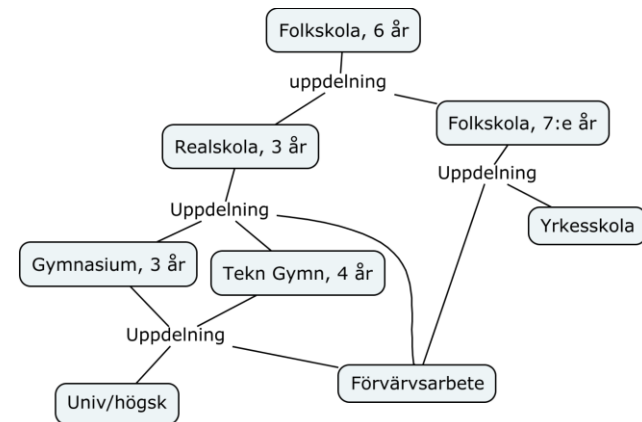 Folkskola, 6 år
uppdelning
Folkskola, 7:e år
Realskola, 3 år
Uppdelning
Uppdelning
Yrkesskola
Gymnasium, 3 år
Tekn Gymn, 4 år
Uppdelning
Förvärvsarbete
Univ/högsk